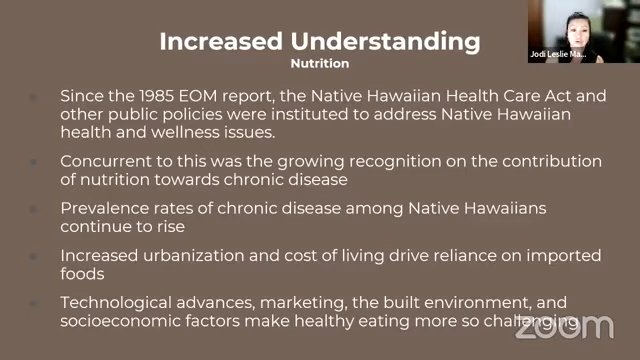 Increased Understanding
Nutrition
Jodi Leslie Ma...
Since the 1985 EOM report, the Native Hawaiian Health Care Act and
other public policies were instituted to address Native Hawaiian
health and wellness issues.
Concurrent to this was the growing recognition on the contribution
of nutrition towards chronic disease
Prevalence rates of chronic disease among Native Hawaiians
continue to rise
Increased urbanization and cost of living drive reliance on imported
foods
Technological advances, marketing, the built environment, and
socioeconomic factors make healthy eating more so challenging
zoom